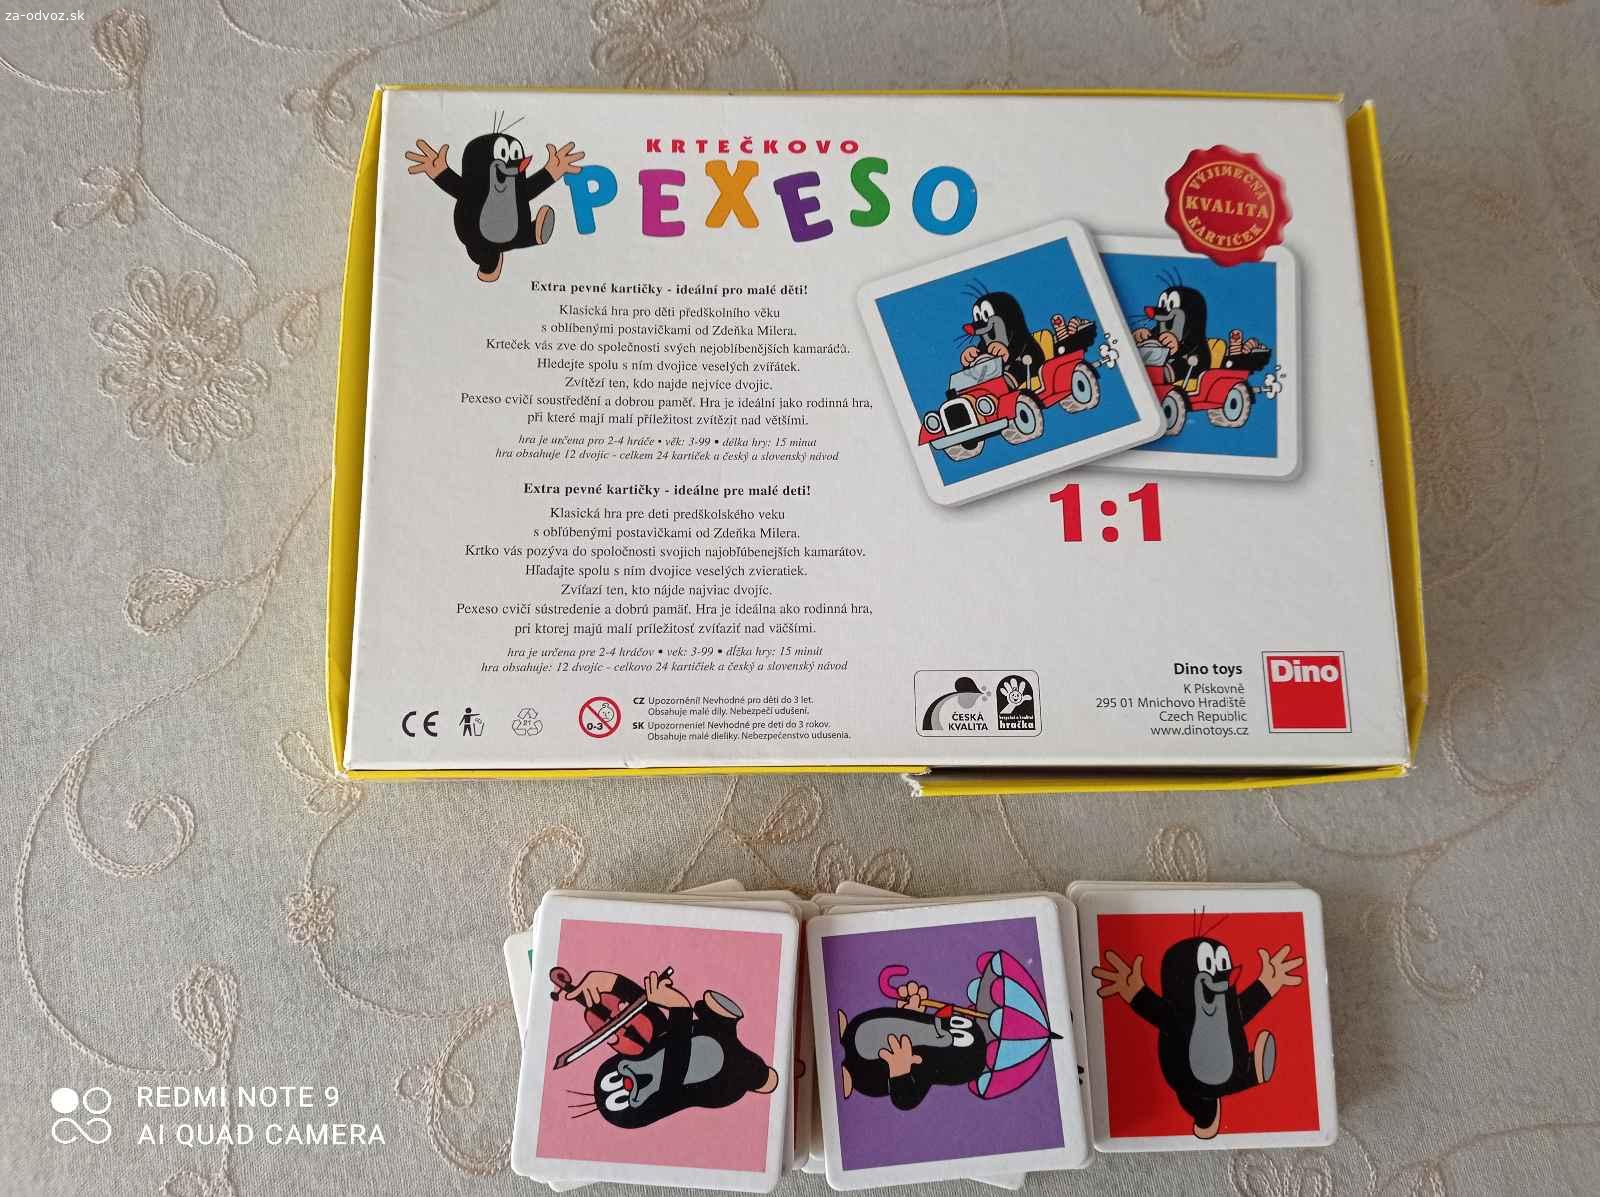 za-odvoz.sk
KRTEČKOVO
PEXESO
VÝJIMEČNÁ
KVALITA
KARTIČEK
Extra pevné kartičky - ideální pro malé děti!
Klasická hra pro děti předškolního věku
s oblíbenými postavičkami od Zdeňka Milera.
Krteček vás zve do společnosti svých nejoblíbenějších kamarádů.
Hledejte spolu s ním dvojice veselých zvířátek.
Zvítězí ten, kdo najde nejvíce dvojic.
Pexeso cvičí soustředění a dobrou paměť. Hra je ideální jako rodinná hra,
při které mají malí příležitost zvítězit nad většími.
hra je určena pro 2-4 hráče • věk: 3-99 • délka hry: 15 minut
hra obsahuje 12 dvojic - celkem 24 kartiček a český a slovenský návod
Extra pevné kartičky - ideálne pre malé deti!
Klasická hra pre deti predškolského veku
s obľúbenými postavičkami od Zdeňka Milera.
Krtko vás pozýva do spoločnosti svojich najobľúbenejších kamarátov.
Hľadajte spolu s ním dvojice veselých zvieratiek.
Zvíťazí ten, kto nájde najviac dvojíc.
Pexeso cvičí sústredenie a dobrú pamäť. Hra je ideálna ako rodinná hra,
pri ktorej majú malí príležitosť zvíťaziť nad väčšími.
hra je určena pre 2-4 hráčov • vek: 3-99 • dĺžka hry: 15 minút
hra obsahuje: 12 dvojíc - celkovo 24 kartičiek a český a slovenský návod
1:1
CE
21
0-3
CZ Upozornění! Nevhodné pro děti do 3 let.
Obsahuje malé díly. Nebezpečí udušení.
SK Upozornenie! Nevhodné pre deti do 3 rokov.
Obsahuje malé dieliky. Nebezpečenstvo udusenia.
ČESKÁ
KVALITA
bezpečná a kvalitní
hračka
Dino toys
K Pískovně
295 01 Mnichovo Hradiště
Czech Republic
www.dinotoys.cz
Dino
REDMI NOTE 9
AI QUAD CAMERA